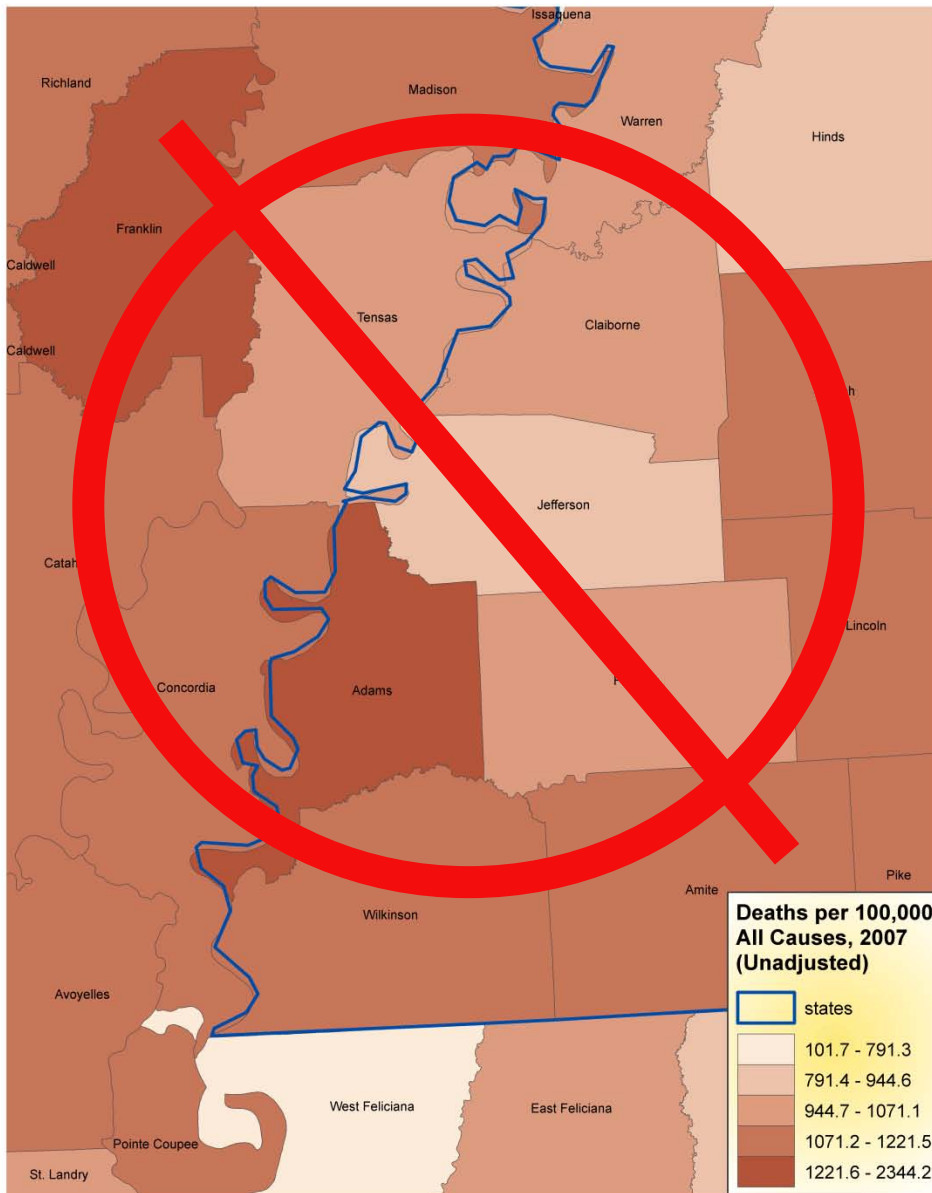 Issaquena
Richland
Madison
Warren
Hinds
Franklin
Caldwell
Tensas
Claiborne
Caldwell
Jefferson
Lincoln
Concordia
Adams
Pike
Amite
Wilkinson
Avoyelles
West Feliciana
East Feliciana
Pointe Coupee
St. Landry
Deaths per 100,000
All Causes, 2007
(Unadjusted)
states
101.7 - 791.3
791.4 - 944.6
944.7 - 1071.1
1071.2 - 1221.5
1221.6 - 2344.2